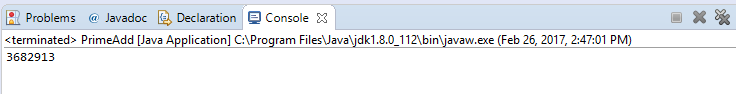 Problems @ Javadoc Declaration Console
<terminated> PrimeAdd [Java Application] C:\Program Files\Java\jdk1.8.0_112\bin\javaw.exe (Feb 26, 2017, 2:47:01 PM)
3682913